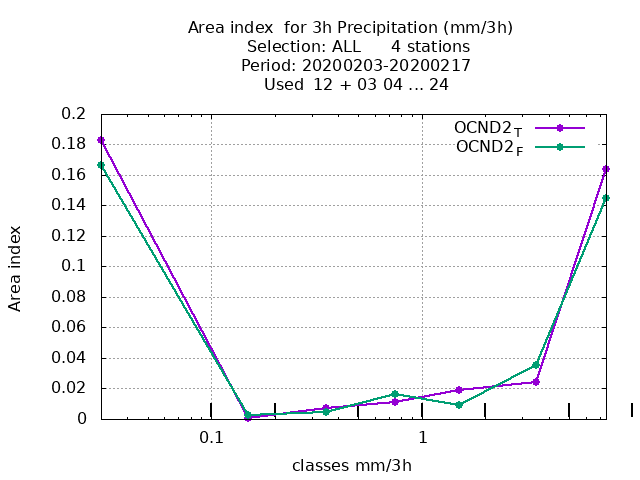 Area index  for 3h Precipitation (mm/3h)
Selection: ALL      4 stations
Period: 20200203-20200217
Used  12 + 03 04 ... 24
OCND2T
OCND2F
0.2
0.18
0.16
0.14
0.12
0.1
0.08
0.06
0.04
0.02
0
Area index
0.1
1
classes mm/3h